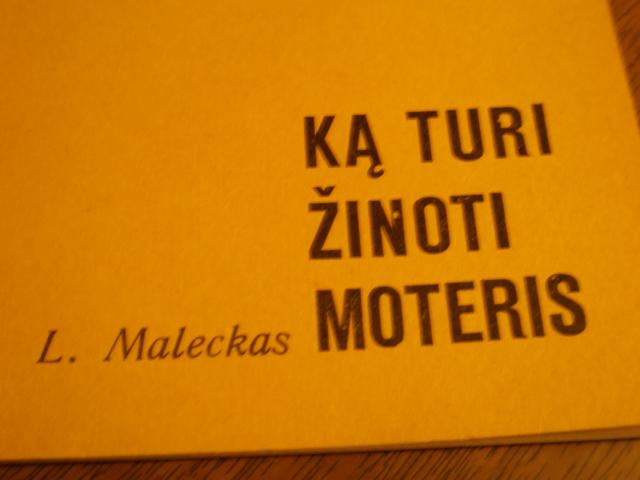 KĄ TURI
ŽINOTI
MOTERIS
L. Maleckas